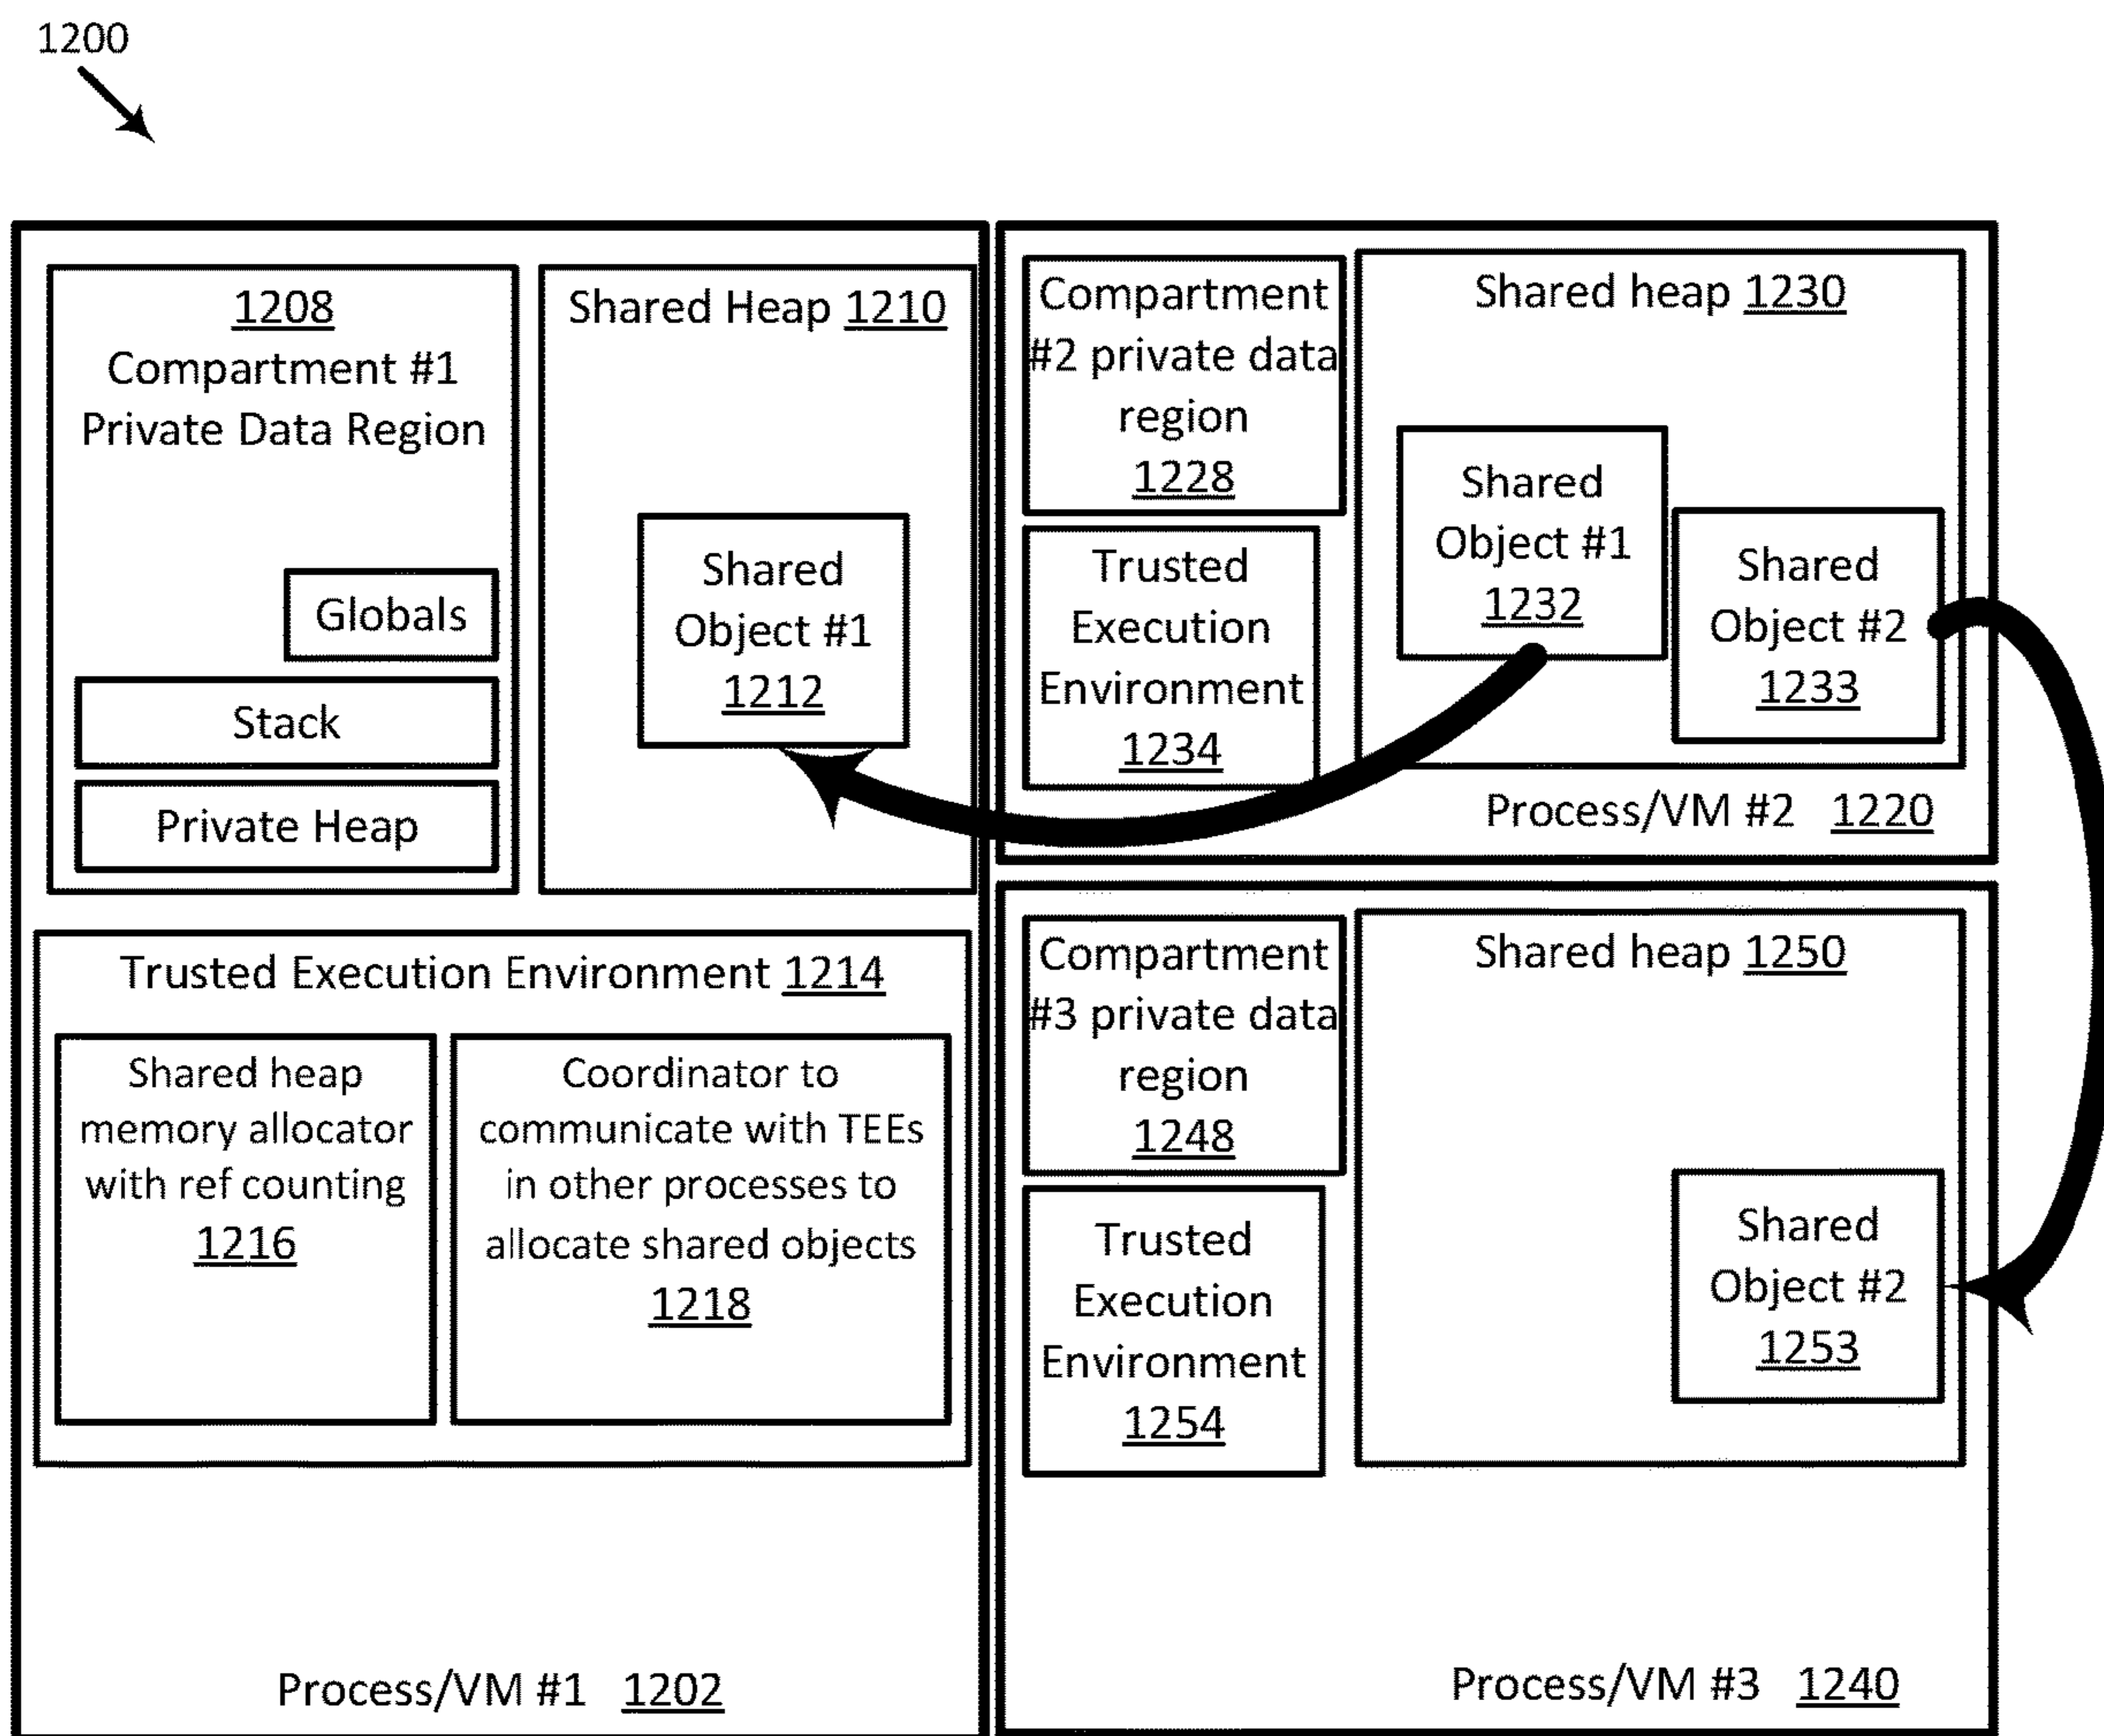 1200
1208
Compartment #1
Private Data Region
Globals
Stack
Private Heap
Shared Heap 1210
Shared
Object #1
1212
Trusted Execution Environment 1214
Shared heap
memory allocator
with ref counting
1216
Coordinator to
communicate with TEEs
in other processes to
allocate shared objects
1218
Process/VM #1 1202
Compartment
#2 private data
region
1228
Trusted
Execution
Environment
1234
Shared heap 1230
Shared
Object #1
1232
Shared
Object #2
1233
Process/VM #2 1220
Compartment
#3 private data
region
1248
Trusted
Execution
Environment
1254
Shared heap 1250
Shared
Object #2
1253
Process/VM #3 1240